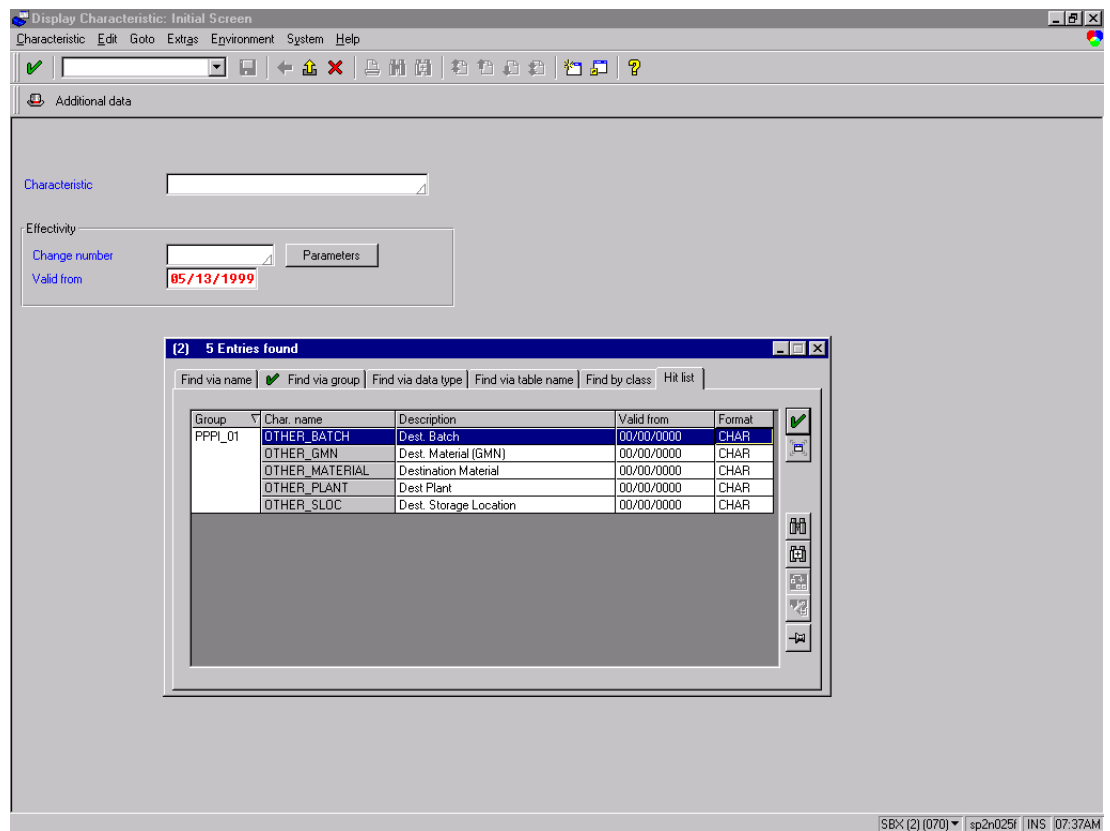 Display Characteristic: Initial Screen
Characteristic Edit Goto Extras Environment System Help
Additional data
Characteristic
Effectivity
Change number Parameters
Valid from 05/13/1999
(2) 5 Entries found
Find via name Find via group Find via data type Find via table name Find by class Hit list
Group Char. name Description Valid from Format
PPPI_01 OTHER_BATCH Dest. Batch 00/00/0000 CHAR
OTHER_GMN Dest. Material (GMN) 00/00/0000 CHAR
OTHER_MATERIAL Destination Material 00/00/0000 CHAR
OTHER_PLANT Dest Plant 00/00/0000 CHAR
OTHER_SLOC Dest. Storage Location 00/00/0000 CHAR
SBX (2) (070) sp2n025f INS 07:37AM